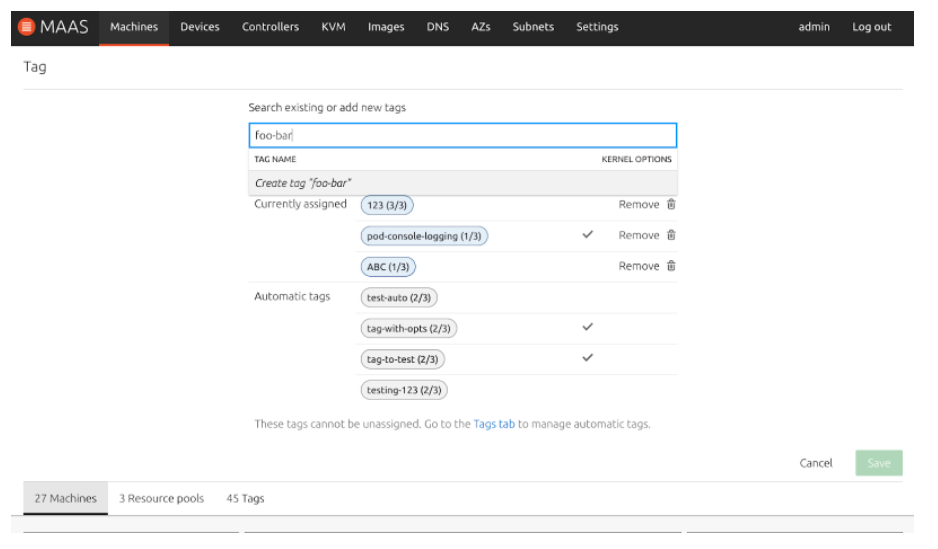 MAAS Machines Devices Controllers KVM Images DNS AZs Subnets Settings admin Log out
Tag
Search existing or add new tags
foo-bar
TAG NAME KERNEL OPTIONS
Create tag "foo-bar"
Currently assigned 123 (3/3) Remove
pod-console-logging (1/3) Remove
ABC (1/3) Remove
Automatic tags test-auto (2/3)
tag-with-opts (2/3)
tag-to-test (2/3)
testing-123 (2/3)
These tags cannot be unassigned. Go to the Tags tab to manage automatic tags.
Cancel Save
27 Machines 3 Resource pools 45 Tags